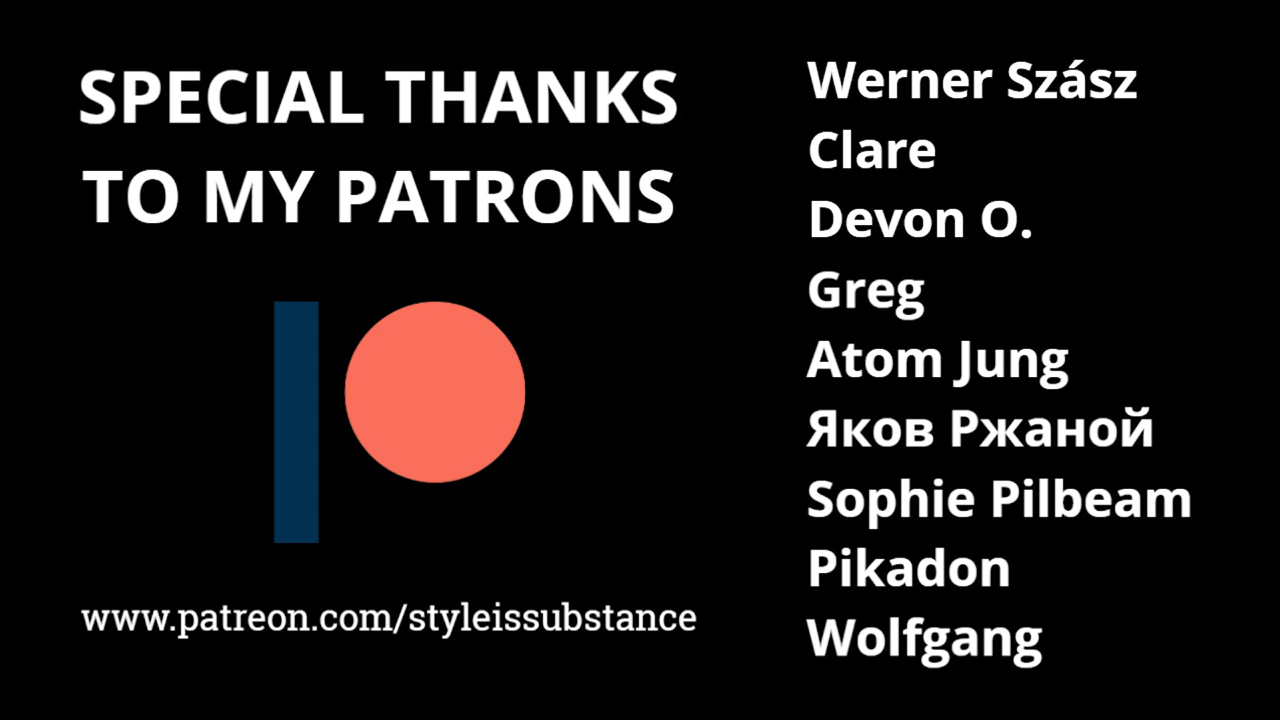 SPECIAL THANKS
TO MY PATRONS
www.patreon.com/styleissubstance
Werner Szász
Clare
Devon O.
Greg
Atom Jung
Яков Ржаной
Sophie Pilbeam
Pikadon
Wolfgang